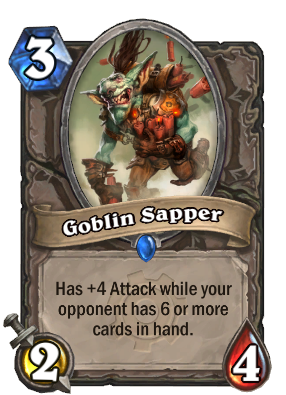 3
Goblin Sapper
Has +4 Attack while your
opponent has 6 or more
cards in hand.
2
4